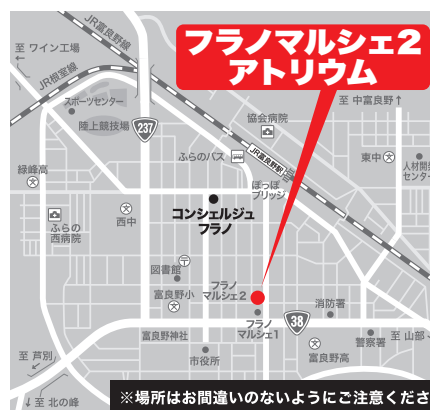 フラノマルシェ2
アトリウム
JR富良野線
至 ワイン工場
←
JR根室線
スポーツセンター
陸上競技場
237
協会病院
至 中富良野↑
ふらのバス
JR富良野駅
緑峰高
文
東中
文
人材開発
センター
ぽっぽ
ブリッジ
コンシェルジュ
フラノ
文
西中
ふらの
西病院
〒
図書館
フラノ
マルシェ2
富良野小
文
38
消防署
フラノ
マルシェ1
富良野神社
市役所
文
富良野高
警察署
至 山部
至 芦別
↓至 北の峰
※場所はお間違いのないようにご注意くださ